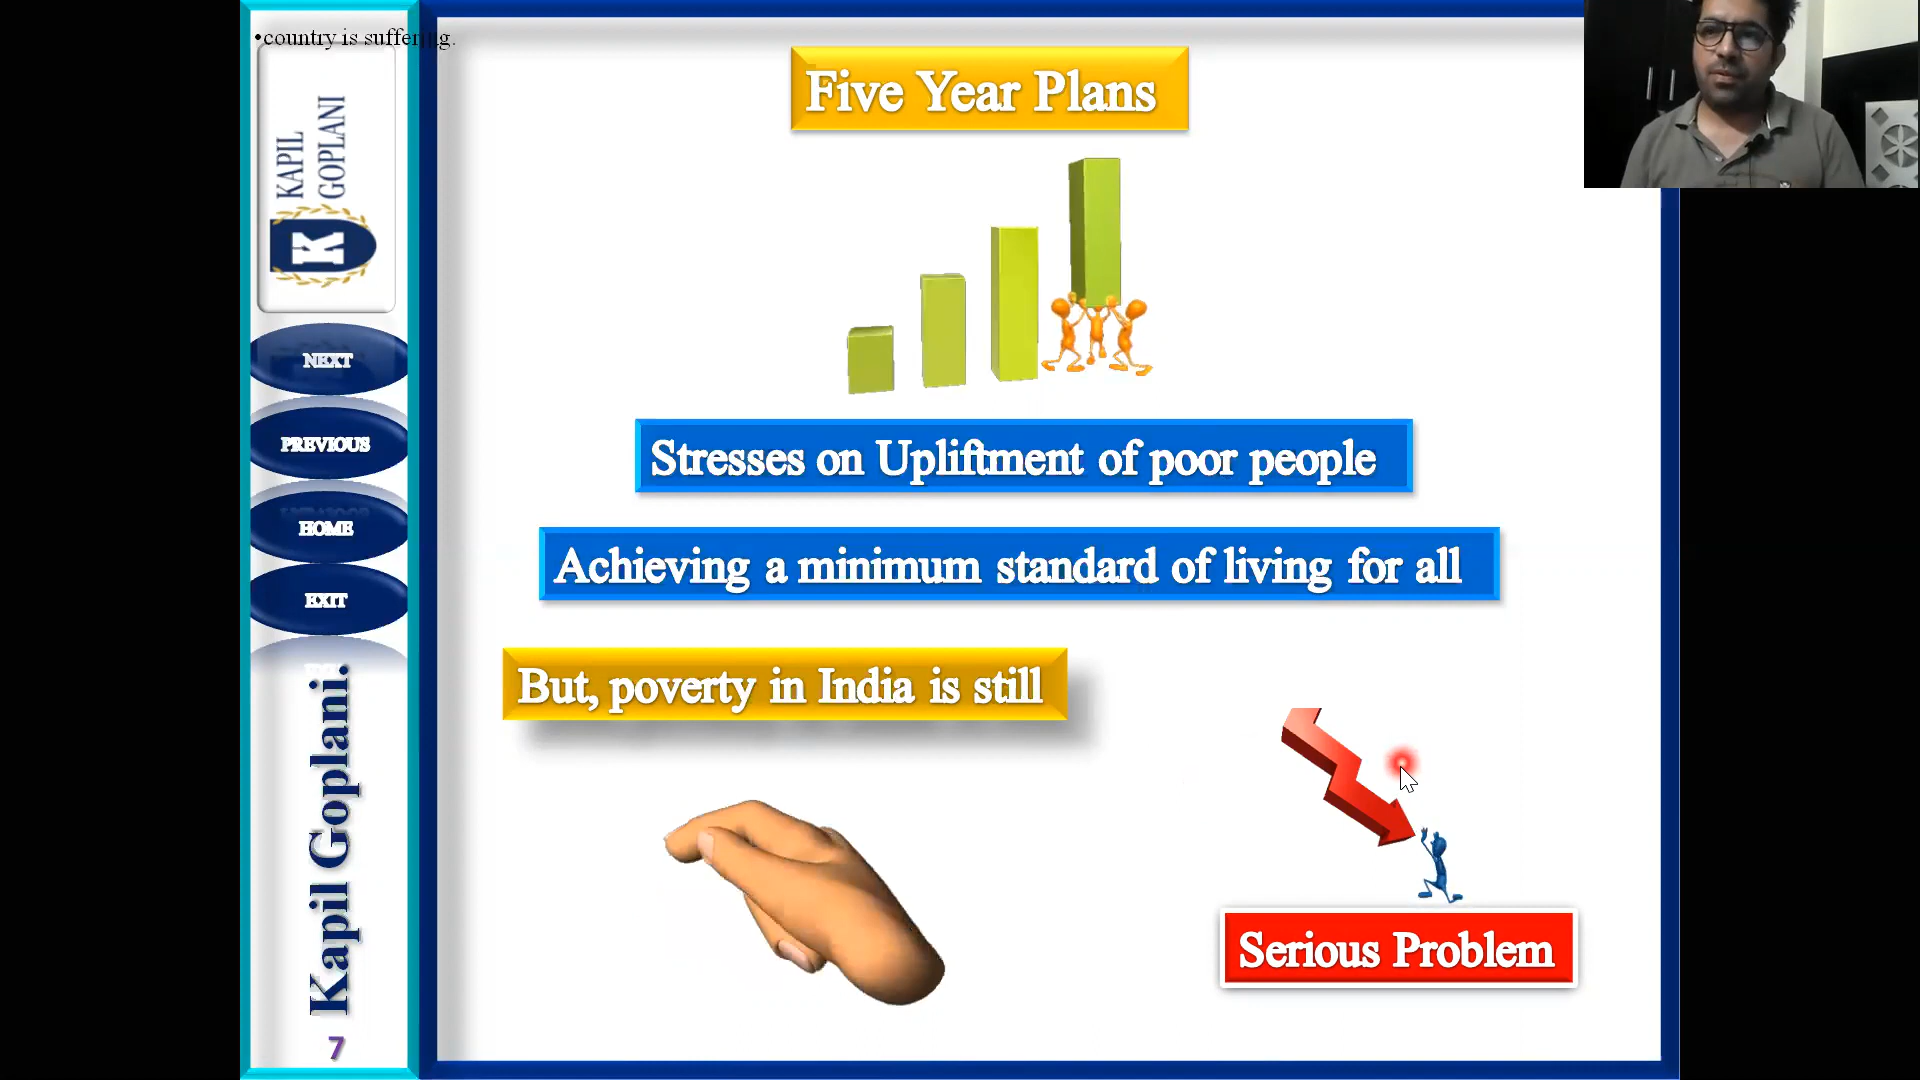 •country is suffering.
KAPIL
GOPLANI
K
NEXT
PREVIOUS
HOME
EXIT
Kapil Goplani.
7
Five Year Plans
Stresses on Upliftment of poor people
Achieving a minimum standard of living for all
But, poverty in India is still
Serious Problem